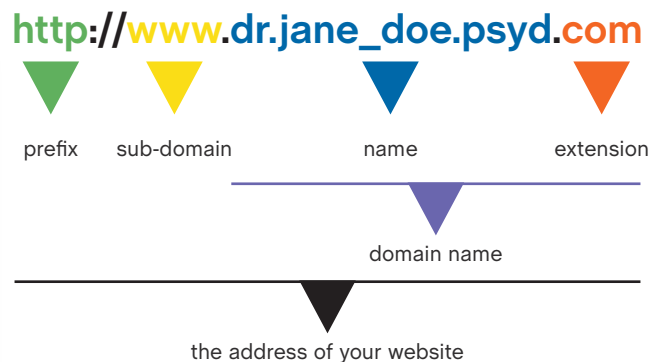 http://www.dr.jane_doe.psyd.com
prefix sub-domain name extension
domain name
the address of your website